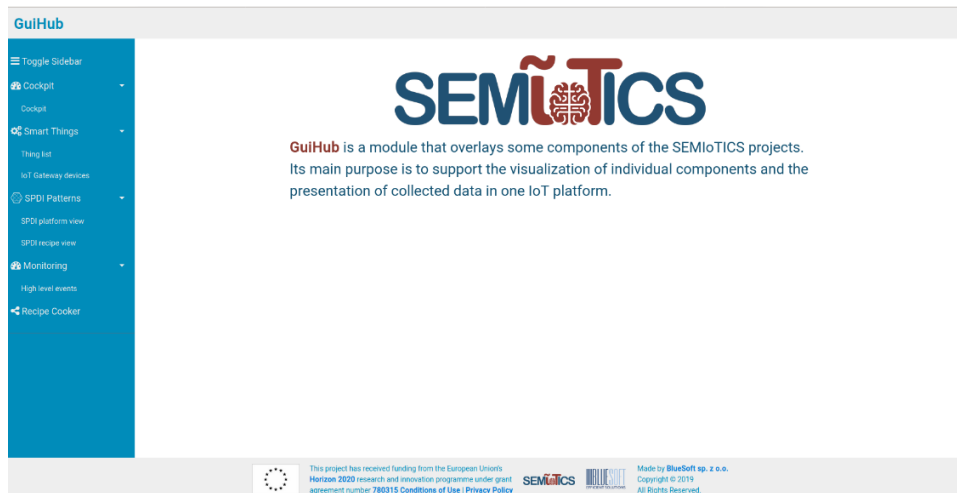 GuiHub
Toggle Sidebar
Cockpit
Cockpit
Smart Things
Thing list
IoT Gateway devices
SPDI Patterns
SPDI platform view
SPDI recipe view
Monitoring
High level events
Recipe Cooker
SEMIoTICS
GuiHub is a module that overlays some components of the SEMIoTICS projects.
Its main purpose is to support the visualization of individual components and the
presentation of collected data in one IoT platform.
This project has received funding from the European Union's
Horizon 2020 research and innovation programme under grant
agreement number 780315 Conditions of Use | Privacy Policy
SEMIoTICS
BLUESOFT
Made by BlueSoft sp. z o.o.
Copyright © 2019
All Rights Reserved.